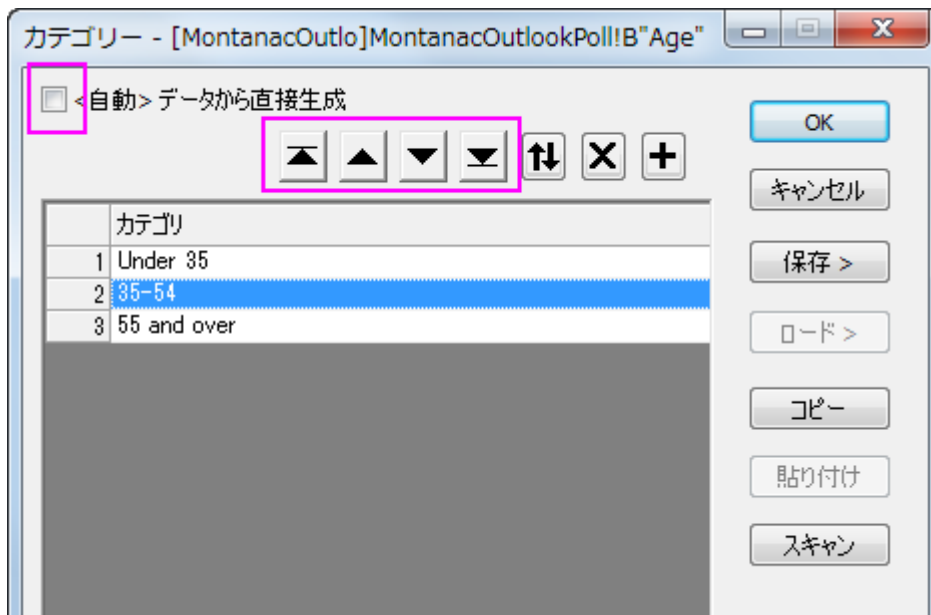 カテゴリー - [MontanacOutlo]MontanacOutlookPoll!B"Age"
<自動> データから直接生成
OK
キャンセル
保存 >
ロード >
コピー
貼り付け
スキャン
カテゴリ
1 Under 35
2 35-54
3 55 and over